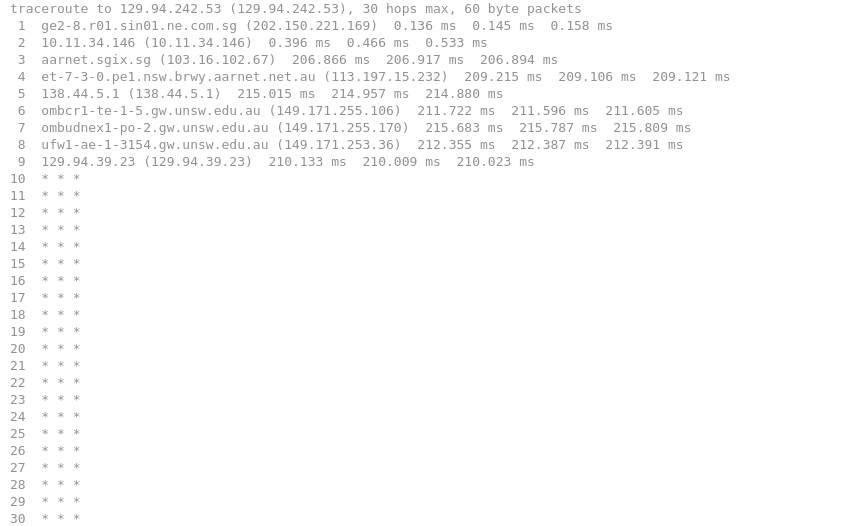 traceroute to 129.94.242.53 (129.94.242.53), 30 hops max, 60 byte packets
 1  ge2-8.r01.sin01.ne.com.sg (202.150.221.169)  0.136 ms  0.145 ms  0.158 ms
 2  10.11.34.146 (10.11.34.146)  0.396 ms  0.466 ms  0.533 ms
 3  aarnet.sgix.sg (103.16.102.67)  206.866 ms  206.917 ms  206.894 ms
 4  et-7-3-0.pe1.nsw.brwy.aarnet.net.au (113.197.15.232)  209.215 ms  209.106 ms  209.121 ms
 5  138.44.5.1 (138.44.5.1)  215.015 ms  214.957 ms  214.880 ms
 6  ombcr1-te-1-5.gw.unsw.edu.au (149.171.255.106)  211.722 ms  211.596 ms  211.605 ms
 7  ombudnex1-po-2.gw.unsw.edu.au (149.171.255.170)  215.683 ms  215.787 ms  215.809 ms
 8  ufw1-ae-1-3154.gw.unsw.edu.au (149.171.253.36)  212.355 ms  212.387 ms  212.391 ms
 9  129.94.39.23 (129.94.39.23)  210.133 ms  210.009 ms  210.023 ms
10  * * *
11  * * *
12  * * *
13  * * *
14  * * *
15  * * *
16  * * *
17  * * *
18  * * *
19  * * *
20  * * *
21  * * *
22  * * *
23  * * *
24  * * *
25  * * *
26  * * *
27  * * *
28  * * *
29  * * *
30  * * *